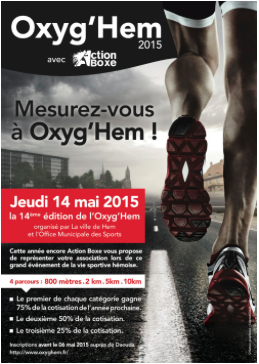 Oxyg'Hem
2015
avec Action
Boxe
Mesurez-vous
à Oxyg'Hem !
Jeudi 14 mai 2015
la 14ème édition de l'Oxyg'Hem
organisé par La ville de Hem
et l'Office Municipale des Sports
Cette année encore Action Boxe vous propose
de représenter votre association lors de ce
grand événement de la vie sportive hémoise.
4 parcours : 800 mètres . 2 km . 5km . 10km
Le premier de chaque catégorie gagne
75% de la cotisation de l'année prochaine.
Le deuxième 50% de la cotisation.
Le troisième 25% de la cotisation.
Inscriptions avant le 06 mai 2015 auprès de Daouda
http://www.oxyghem.fr/